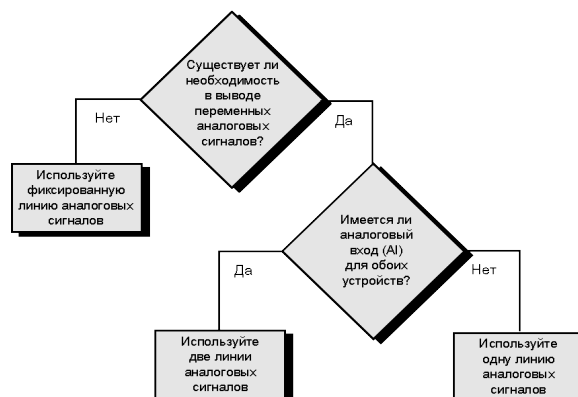 Существует ли
необходимость
в выводе
переменных
аналоговых
сигналов?
Нет
Да
Используйте
фиксированную
линию аналоговых
сигналов
Имеется ли
аналоговый
вход (AI)
для обоих
устройств?
Да
Нет
Используйте
две линии
аналоговых
сигналов
Используйте
одну линию
аналоговых
сигналов